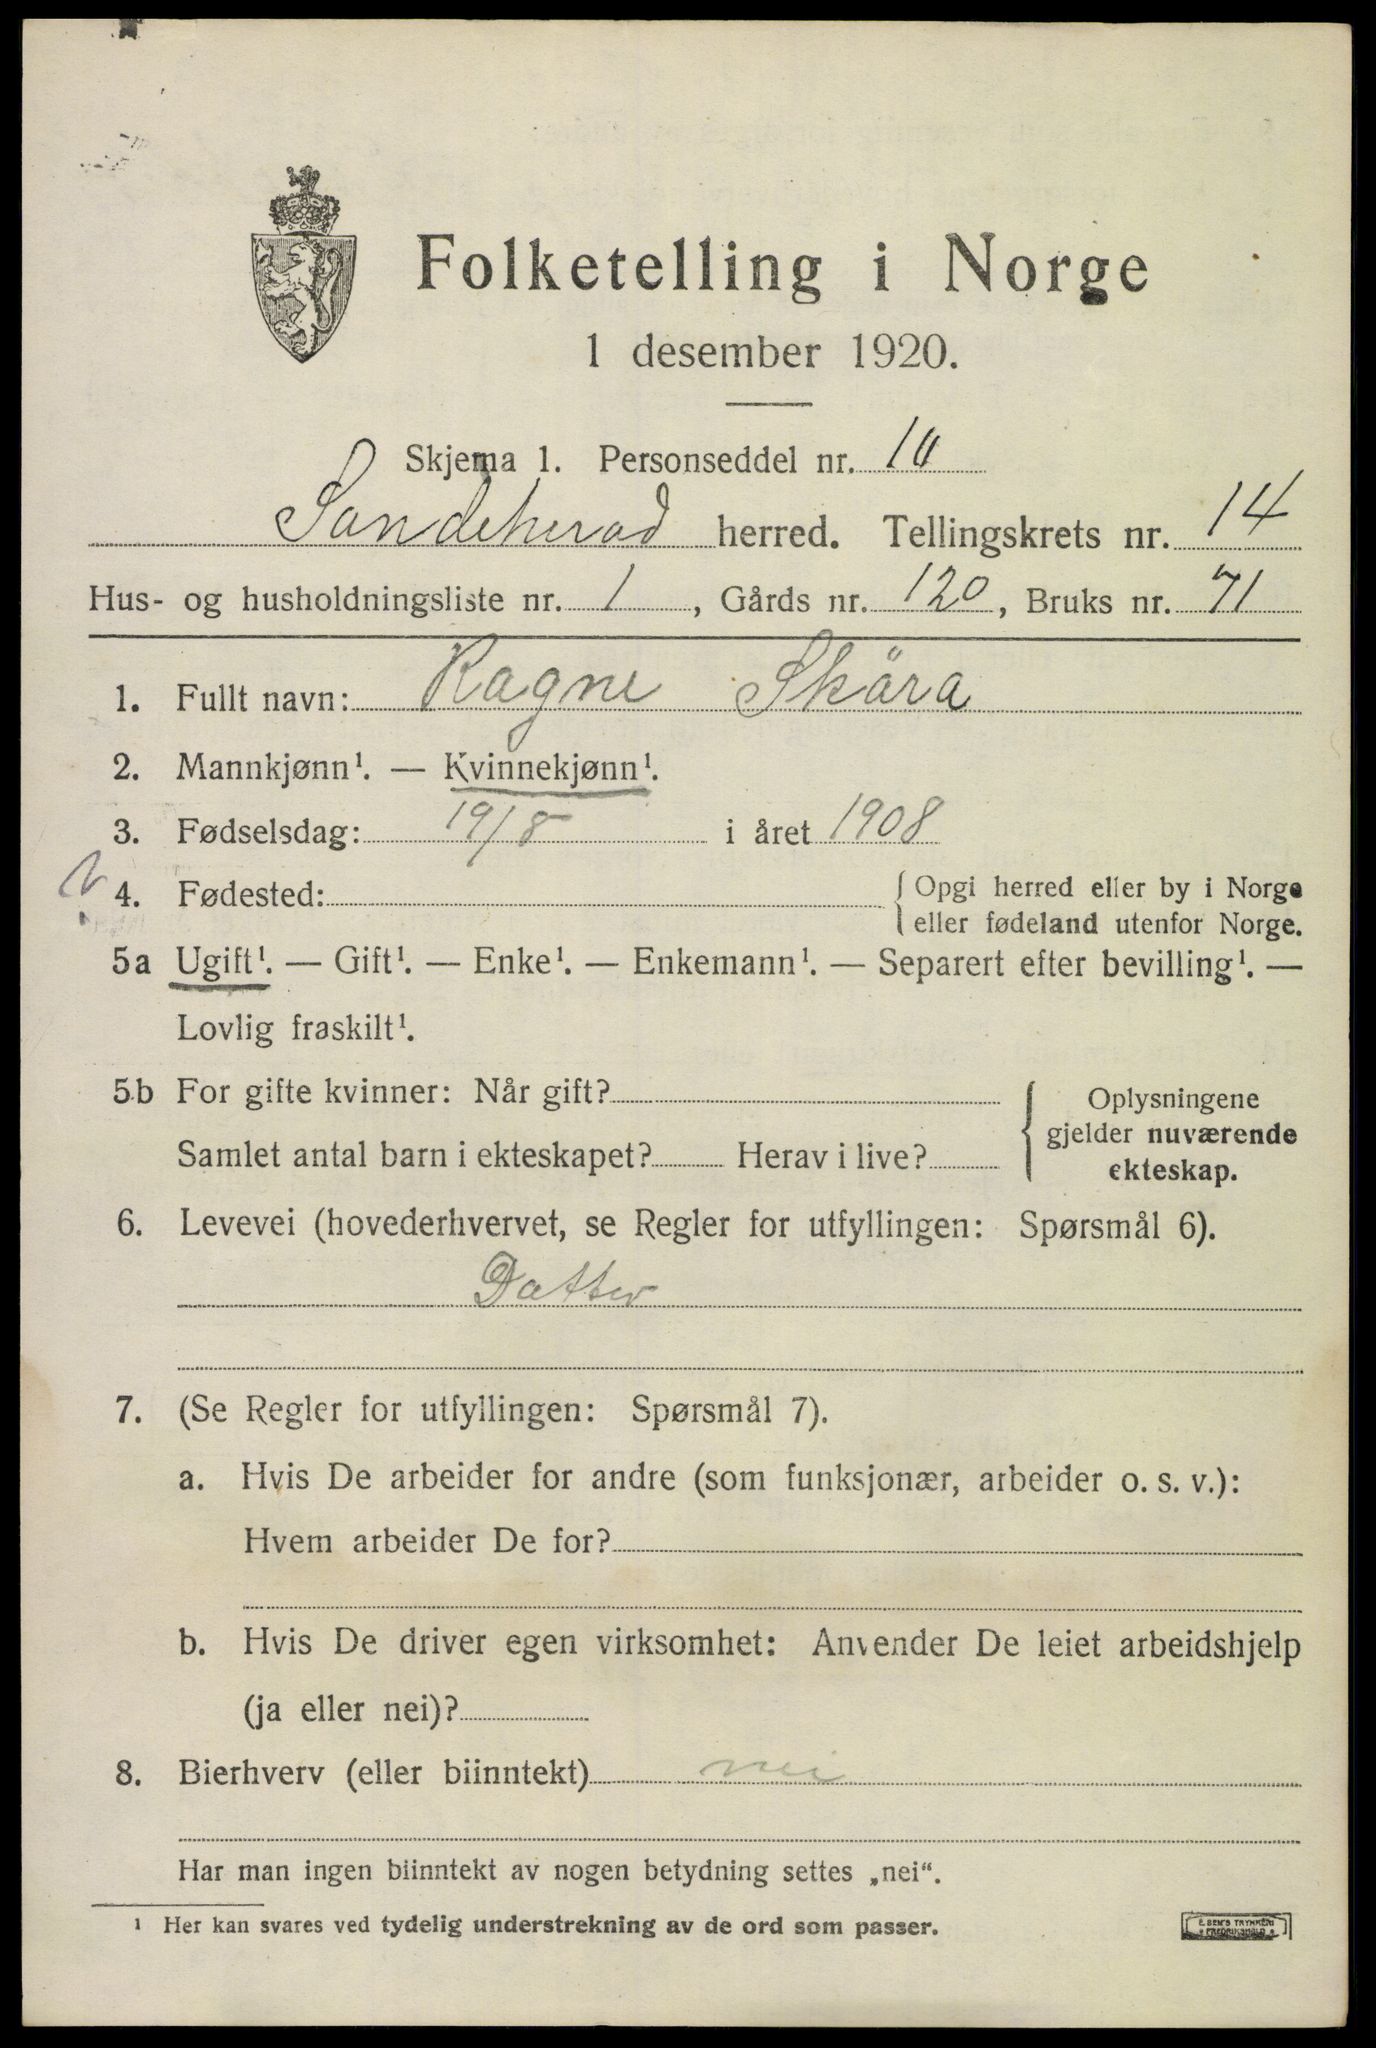 Folketelling i Norge
1 desember 1920.
Skjema 1. Personseddel nr. 10
Sandeherad herred. Tellingskrets nr. 14
Hus- og husholdningsliste nr. 1, Gårds nr. 120, Bruks nr. 71
1. Fullt navn: Ragne Skära
2. Mannkjønn¹. — Kvinnekjønn¹.
3. Fødselsdag: 19/8 i året 1908
4. Fødested: { Opgi herred eller by i Norge
eller fødeland utenfor Norge.
5a Ugift¹. — Gift¹. — Enke¹. — Enkemann¹. — Separert efter bevilling¹. —
Lovlig fraskilt¹.
5b For gifte kvinner: Når gift?
Samlet antal barn i ekteskapet? Herav i live?
Oplysningene
gjelder nuværende
ekteskap.
6. Levevei (hovederhvervet, se Regler for utfyllingen: Spørsmål 6).
Datter
7. (Se Regler for utfyllingen: Spørsmål 7).
a. Hvis De arbeider for andre (som funksjonær, arbeider o. s. v.):
Hvem arbeider De for?
b. Hvis De driver egen virksomhet: Anvender De leiet arbeidshjelp
(ja eller nei)?
8. Bierhverv (eller biinntekt) nei
Har man ingen biinntekt av nogen betydning settes „nei“.
¹ Her kan svares ved tydelig understrekning av de ord som passer.
E. SEM'S TRYKKERI
FREDRIKSHALD